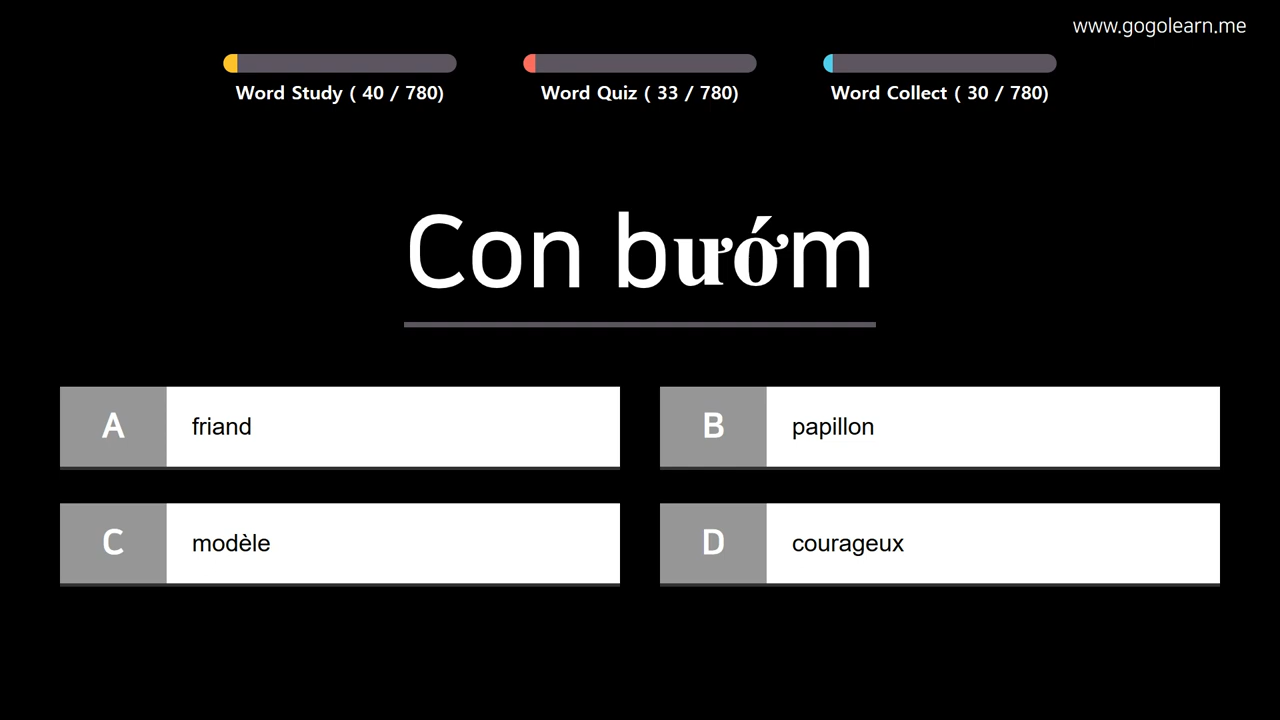 www.gogolearn.me
Word Study ( 40 / 780)
Word Quiz ( 33 / 780)
Word Collect ( 30 / 780)
Con bướm
A friand
B papillon
C modèle
D courageux